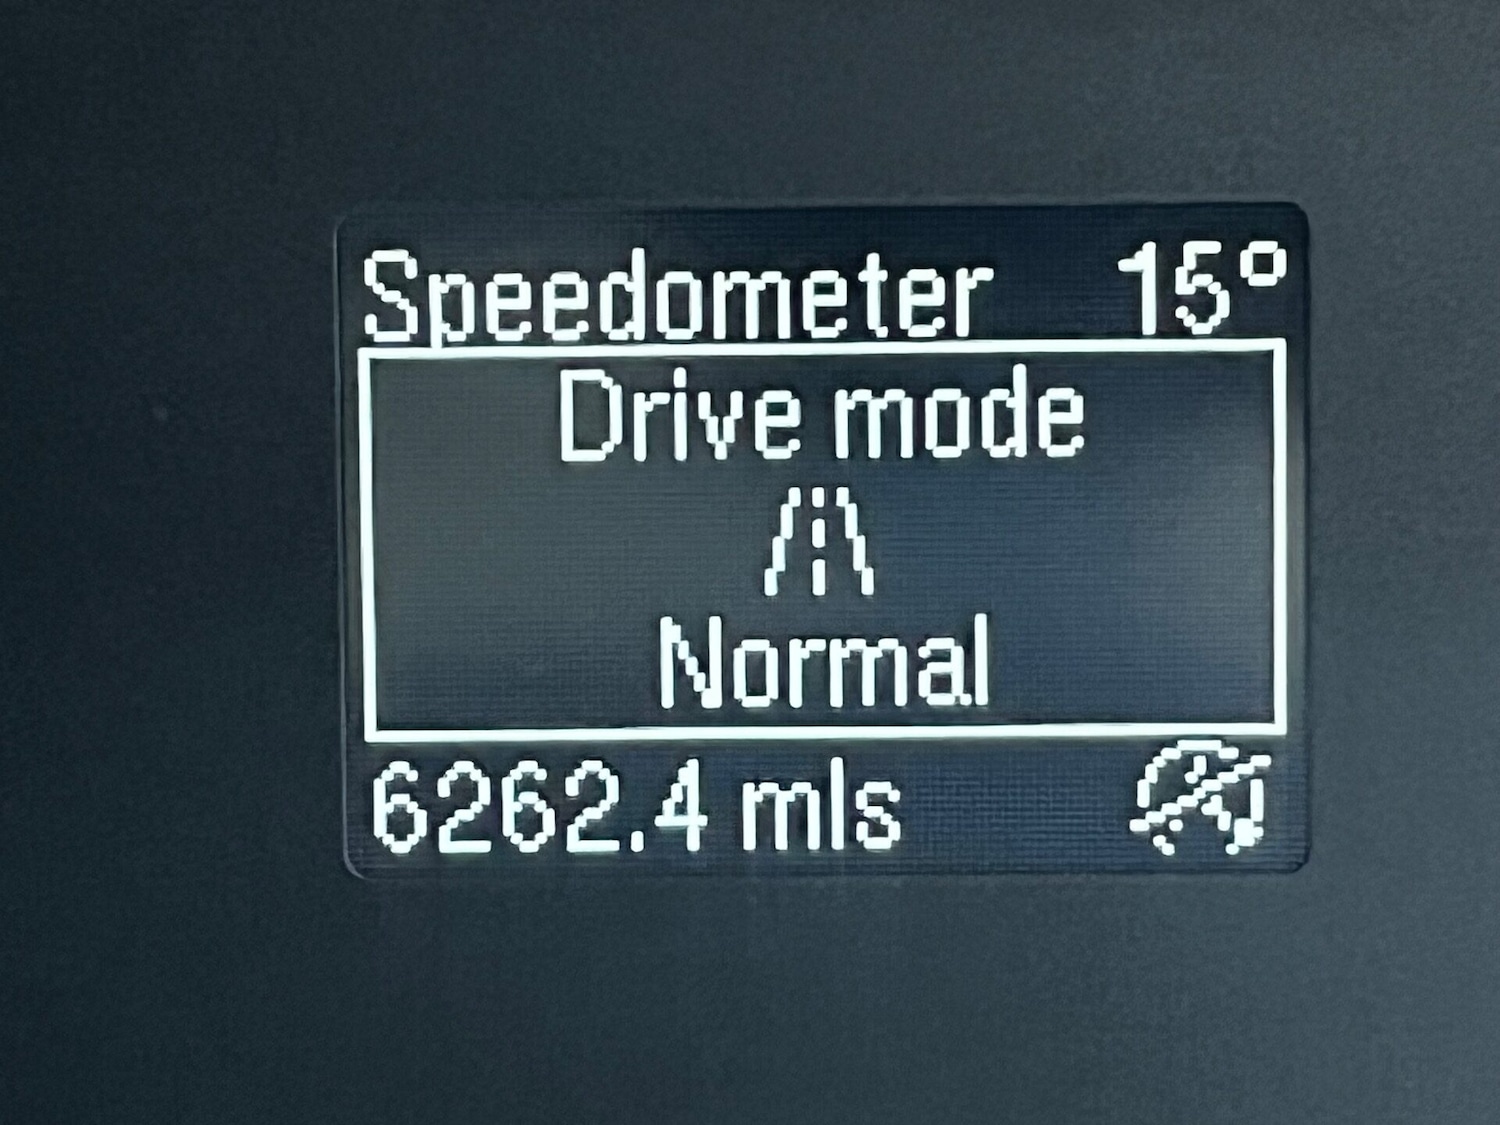 Speedometer 15°
Drive mode
Normal
6262.4 mls